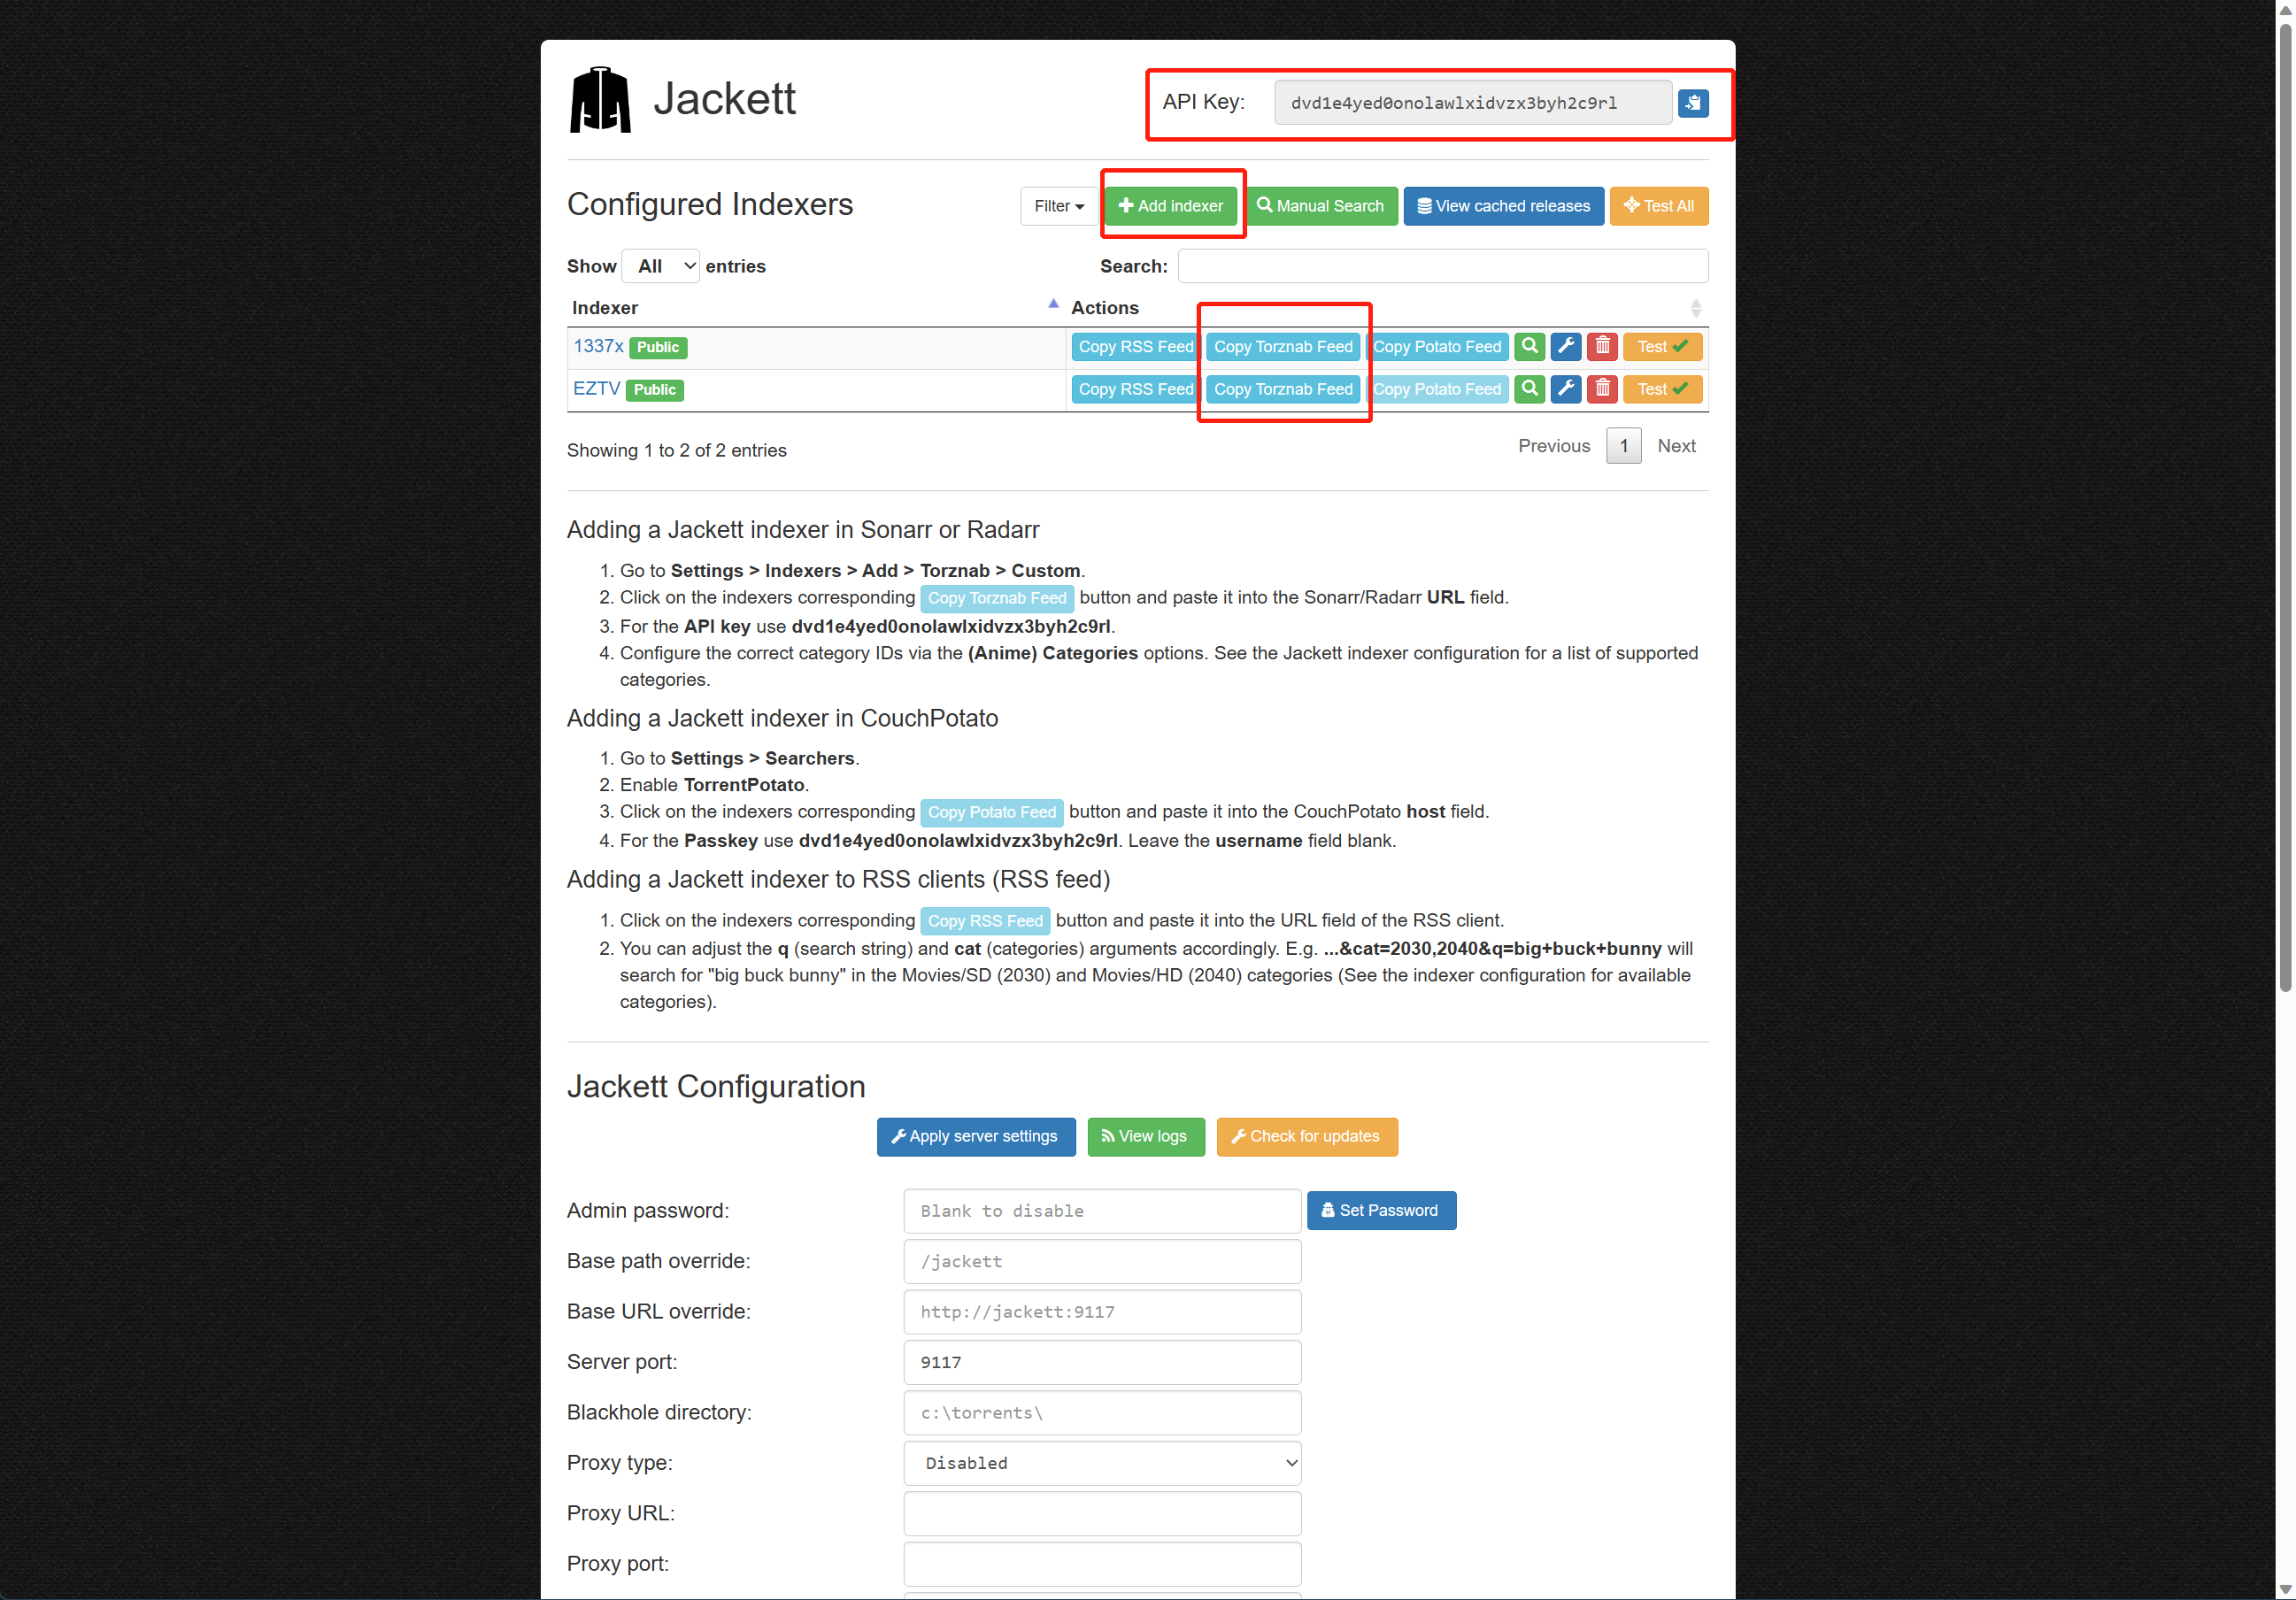 Jackett
API Key: dvd1e4yed0onolawlxidvzx3byh2c9rl
Configured Indexers
Filter Add indexer Manual Search View cached releases Test All
Show All entries Search:
Indexer Actions
1337x Public Copy RSS Feed Copy Torznab Feed Copy Potato Feed Test
EZTV Public Copy RSS Feed Copy Torznab Feed Copy Potato Feed Test
Showing 1 to 2 of 2 entries Previous 1 Next
Adding a Jackett indexer in Sonarr or Radarr
1. Go to Settings > Indexers > Add > Torznab > Custom.
2. Click on the indexers corresponding Copy Torznab Feed button and paste it into the Sonarr/Radarr URL field.
3. For the API key use dvd1e4yed0onolawlxidvzx3byh2c9rl.
4. Configure the correct category IDs via the (Anime) Categories options. See the Jackett indexer configuration for a list of supported
categories.
Adding a Jackett indexer in CouchPotato
1. Go to Settings > Searchers.
2. Enable TorrentPotato.
3. Click on the indexers corresponding Copy Potato Feed button and paste it into the CouchPotato host field.
4. For the Passkey use dvd1e4yed0onolawlxidvzx3byh2c9rl. Leave the username field blank.
Adding a Jackett indexer to RSS clients (RSS feed)
1. Click on the indexers corresponding Copy RSS Feed button and paste it into the URL field of the RSS client.
2. You can adjust the q (search string) and cat (categories) arguments accordingly. E.g. ...&cat=2030,2040&q=big+buck+bunny will
search for "big buck bunny" in the Movies/SD (2030) and Movies/HD (2040) categories (See the indexer configuration for available
categories).
Jackett Configuration
Apply server settings View logs Check for updates
Admin password: Blank to disable Set Password
Base path override: /jackett
Base URL override: http://jackett:9117
Server port: 9117
Blackhole directory: c:\torrents\
Proxy type: Disabled
Proxy URL:
Proxy port: